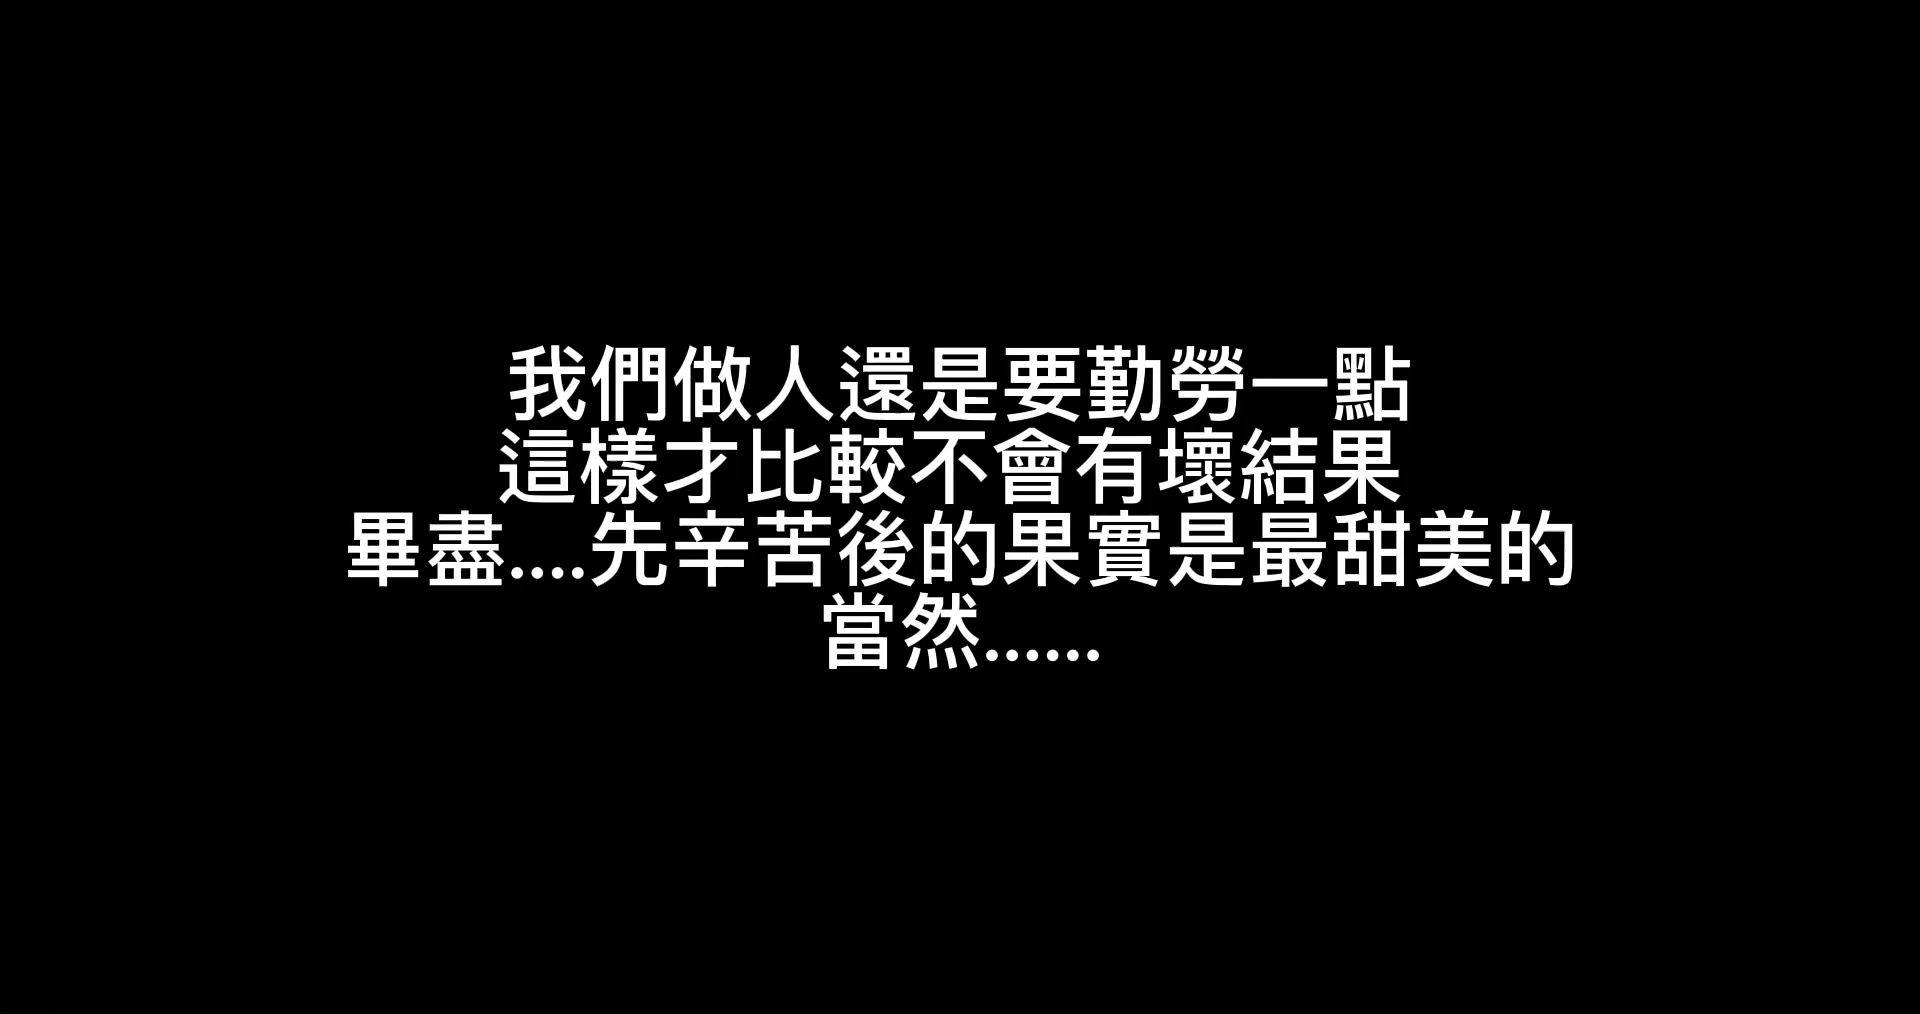 我們做人還是要勤勞一點
這樣才比較不會有壞結果
畢盡....先辛苦後的果實是最甜美的
當然......